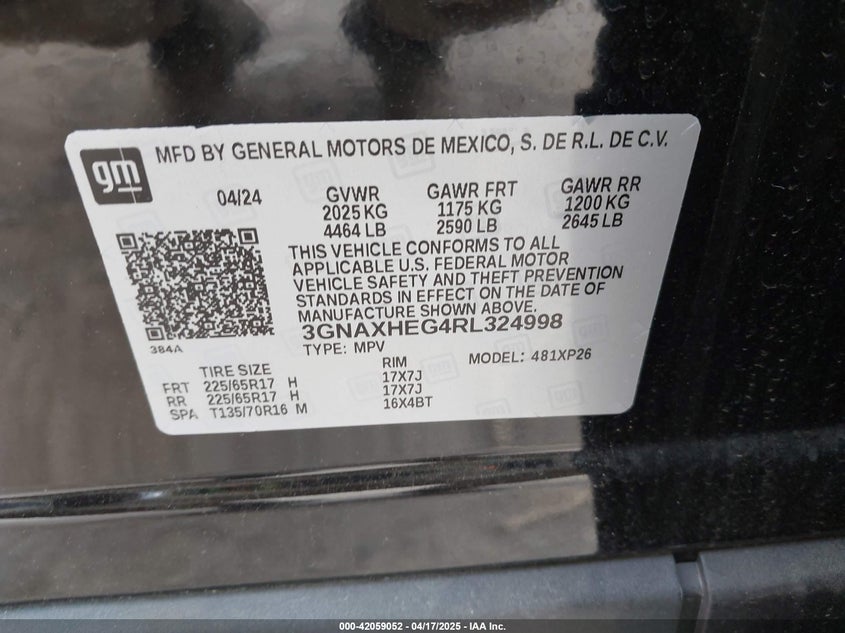 gm
MFD BY GENERAL MOTORS DE MEXICO, S. DE R.L. DE C.V.
04/24 GVWR GAWR FRT GAWR RR
2025 KG 1175 KG 1200 KG
4464 LB 2590 LB 2645 LB
THIS VEHICLE CONFORMS TO ALL
APPLICABLE U.S. FEDERAL MOTOR
VEHICLE SAFETY AND THEFT PREVENTION
STANDARDS IN EFFECT ON THE DATE OF
MANUFACTURE SHOWN ABOVE.
3GNAXHEG4RL324998
384A
TYPE: MPV MODEL: 481XP26
TIRE SIZE RIM
FRT 225/65R17 H 17X7J
RR 225/65R17 H 17X7J
SPA T135/70R16 M 16X4BT
000-42059052 - 04/17/2025 - IAA Inc.